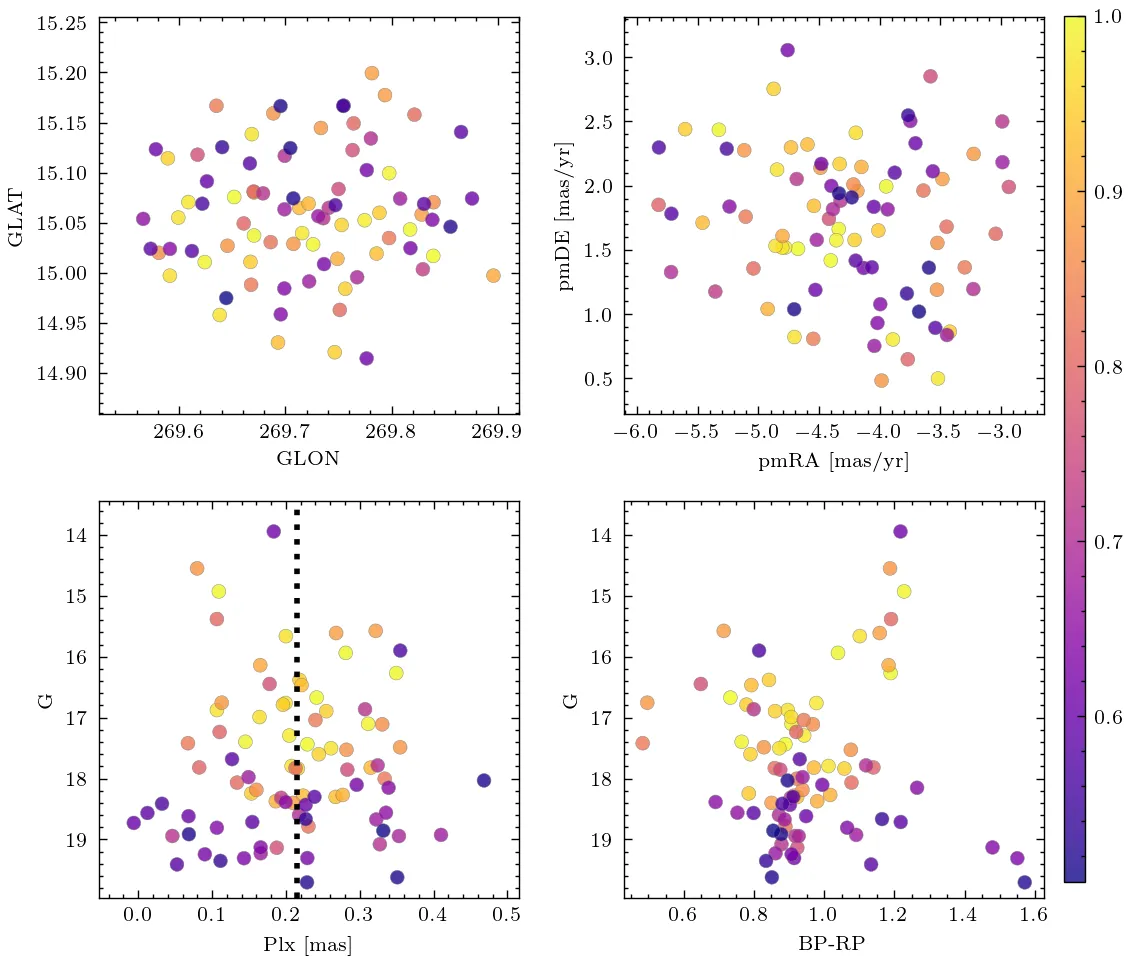 15.25
15.20
15.15
15.10
15.05
15.00
14.95
14.90
GLAT
269.6 269.7 269.8 269.9
GLON
3.0
2.5
2.0
1.5
1.0
0.5
pmDE [mas/yr]
−6.0 −5.5 −5.0 −4.5 −4.0 −3.5 −3.0
pmRA [mas/yr]
1.0
0.9
0.8
0.7
0.6
14
15
16
17
18
19
G
0.0 0.1 0.2 0.3 0.4 0.5
Plx [mas]
14
15
16
17
18
19
G
0.6 0.8 1.0 1.2 1.4 1.6
BP-RP